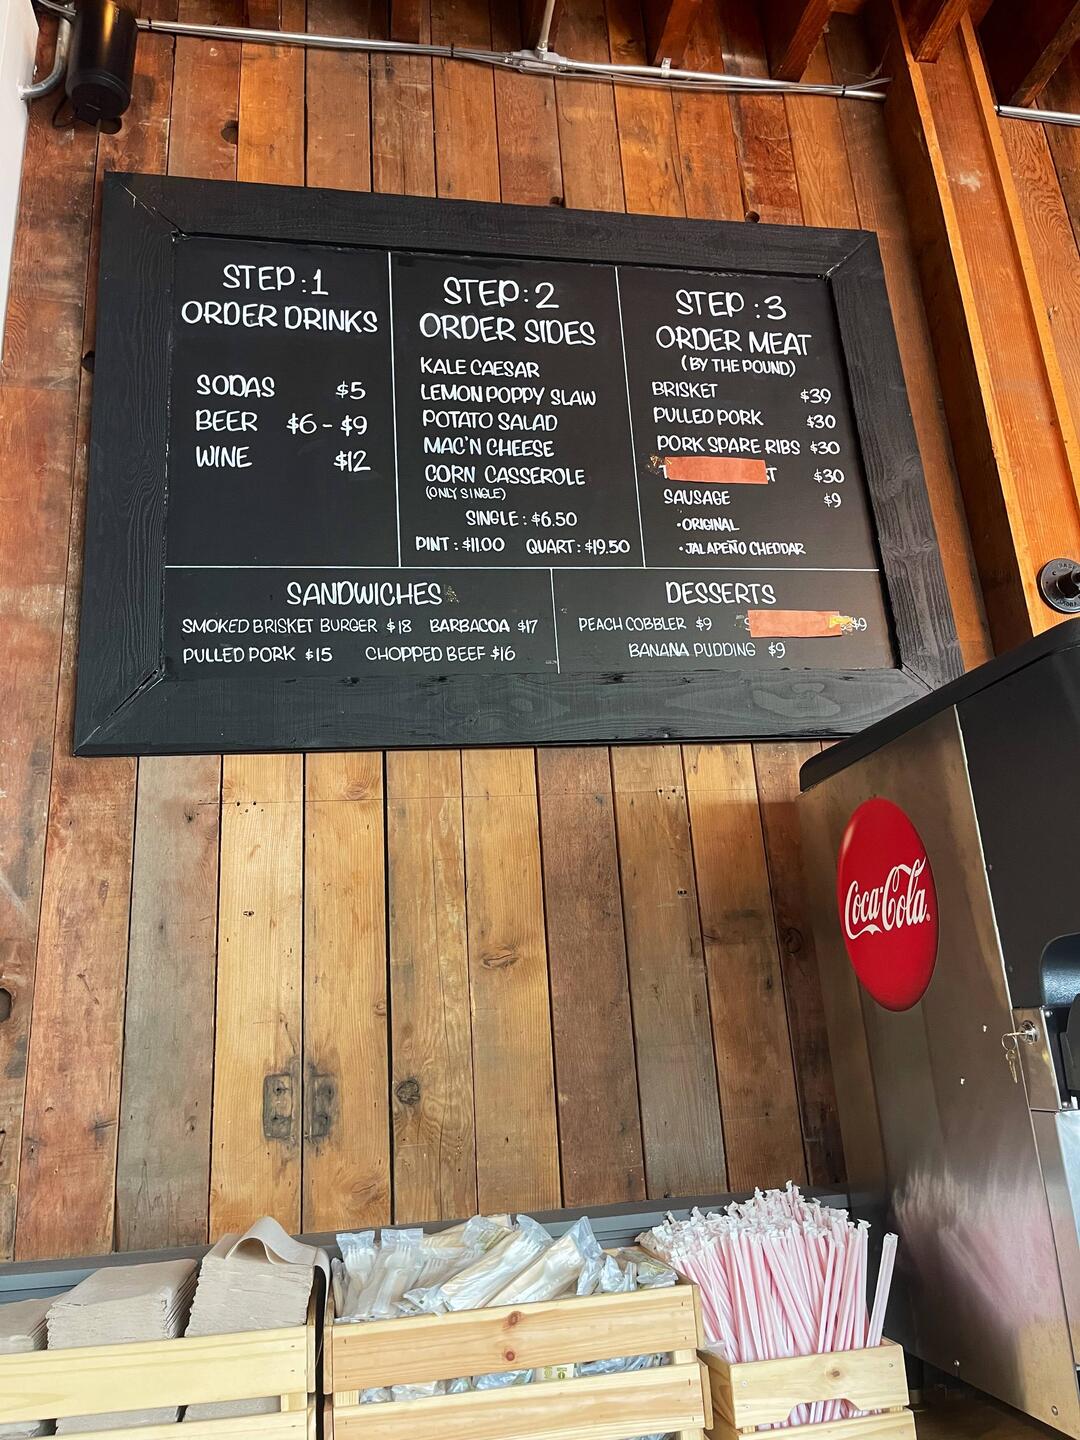 STEP:1
ORDER DRINKS
SODAS $5
BEER $6 - $9
WINE $12
STEP:2
ORDER SIDES
KALE CAESAR
LEMON POPPY SLAW
POTATO SALAD
MAC'N CHEESE
CORN CASSEROLE
(ONLY SINGLE)
SINGLE: $6.50
PINT: $11.00 QUART: $19.50
STEP:3
ORDER MEAT
(BY THE POUND)
BRISKET $39
PULLED PORK $30
PORK SPARE RIBS $30
$30
SAUSAGE $9
•ORIGINAL
•JALAPEÑO CHEDDAR
SANDWICHES
SMOKED BRISKET BURGER $18 BARBACOA $17
PULLED PORK $15 CHOPPED BEEF $16
DESSERTS
PEACH COBBLER $9 $9
BANANA PUDDING $9
Coca-Cola